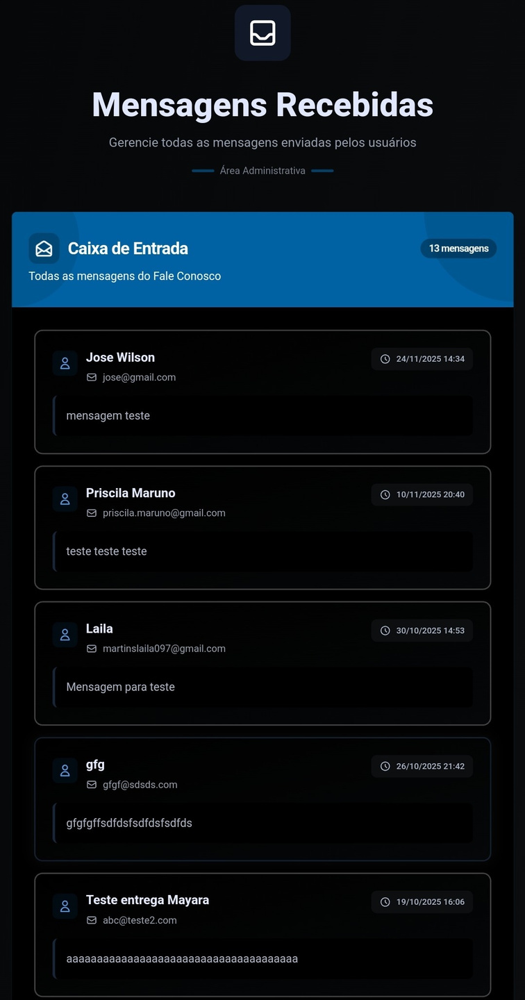 Mensagens Recebidas
Gerencie todas as mensagens enviadas pelos usuários
Área Administrativa
Caixa de Entrada
13 mensagens
Todas as mensagens do Fale Conosco
Jose Wilson
24/11/2025 14:34
jose@gmail.com
mensagem teste
Priscila Maruno
10/11/2025 20:40
priscila.maruno@gmail.com
teste teste teste
Laila
30/10/2025 14:53
martinslaila097@gmail.com
Mensagem para teste
gfg
26/10/2025 21:42
gfgf@sdsds.com
gfgfgffsdfdsfsdfdsfsdfds
Teste entrega Mayara
19/10/2025 16:06
abc@teste2.com
aaaaaaaaaaaaaaaaaaaaaaaaaaaaaaaaaaaaaa